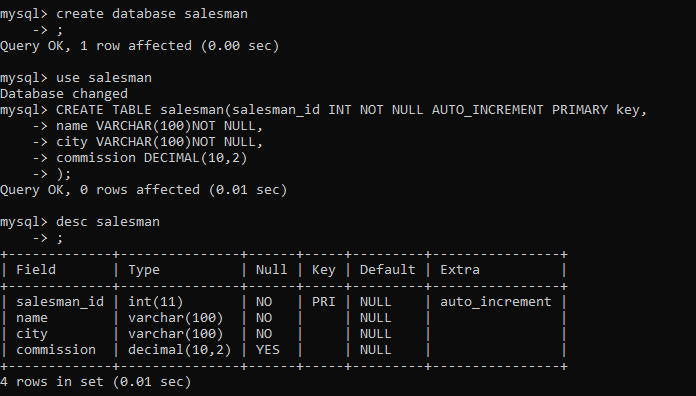 mysql> create database salesman
    -> ;
Query OK, 1 row affected (0.00 sec)

mysql> use salesman
Database changed
mysql> CREATE TABLE salesman(salesman_id INT NOT NULL AUTO_INCREMENT PRIMARY key,
    -> name VARCHAR(100)NOT NULL,
    -> city VARCHAR(100)NOT NULL,
    -> commission DECIMAL(10,2)
    -> );
Query OK, 0 rows affected (0.01 sec)

mysql> desc salesman
    -> ;
+-------------+---------------+------+-----+---------+----------------+
| Field       | Type          | Null | Key | Default | Extra          |
+-------------+---------------+------+-----+---------+----------------+
| salesman_id | int(11)       | NO   | PRI | NULL    | auto_increment |
| name        | varchar(100)  | NO   |     | NULL    |                |
| city        | varchar(100)  | NO   |     | NULL    |                |
| commission  | decimal(10,2) | YES  |     | NULL    |                |
+-------------+---------------+------+-----+---------+----------------+
4 rows in set (0.01 sec)